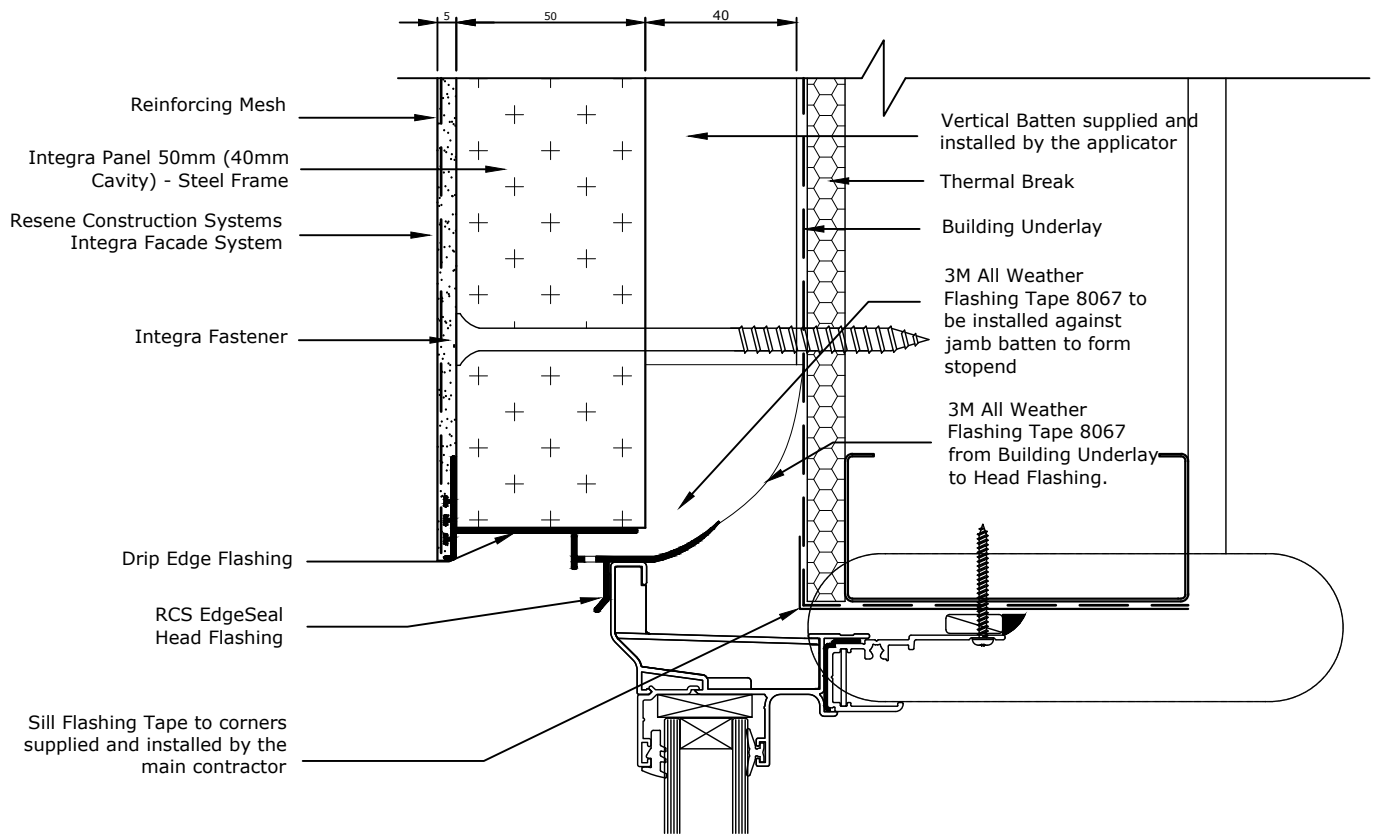 5
50
40
Reinforcing Mesh
Integra Panel 50mm (40mm
Cavity) - Steel Frame
Resene Construction Systems
Integra Facade System
Integra Fastener
Drip Edge Flashing
RCS EdgeSeal
Head Flashing
Sill Flashing Tape to corners
supplied and installed by the
main contractor
Vertical Batten supplied and
installed by the applicator
Thermal Break
Building Underlay
3M All Weather
Flashing Tape 8067 to
be installed against
jamb batten to form
stopend
3M All Weather
Flashing Tape 8067
from Building Underlay
to Head Flashing.